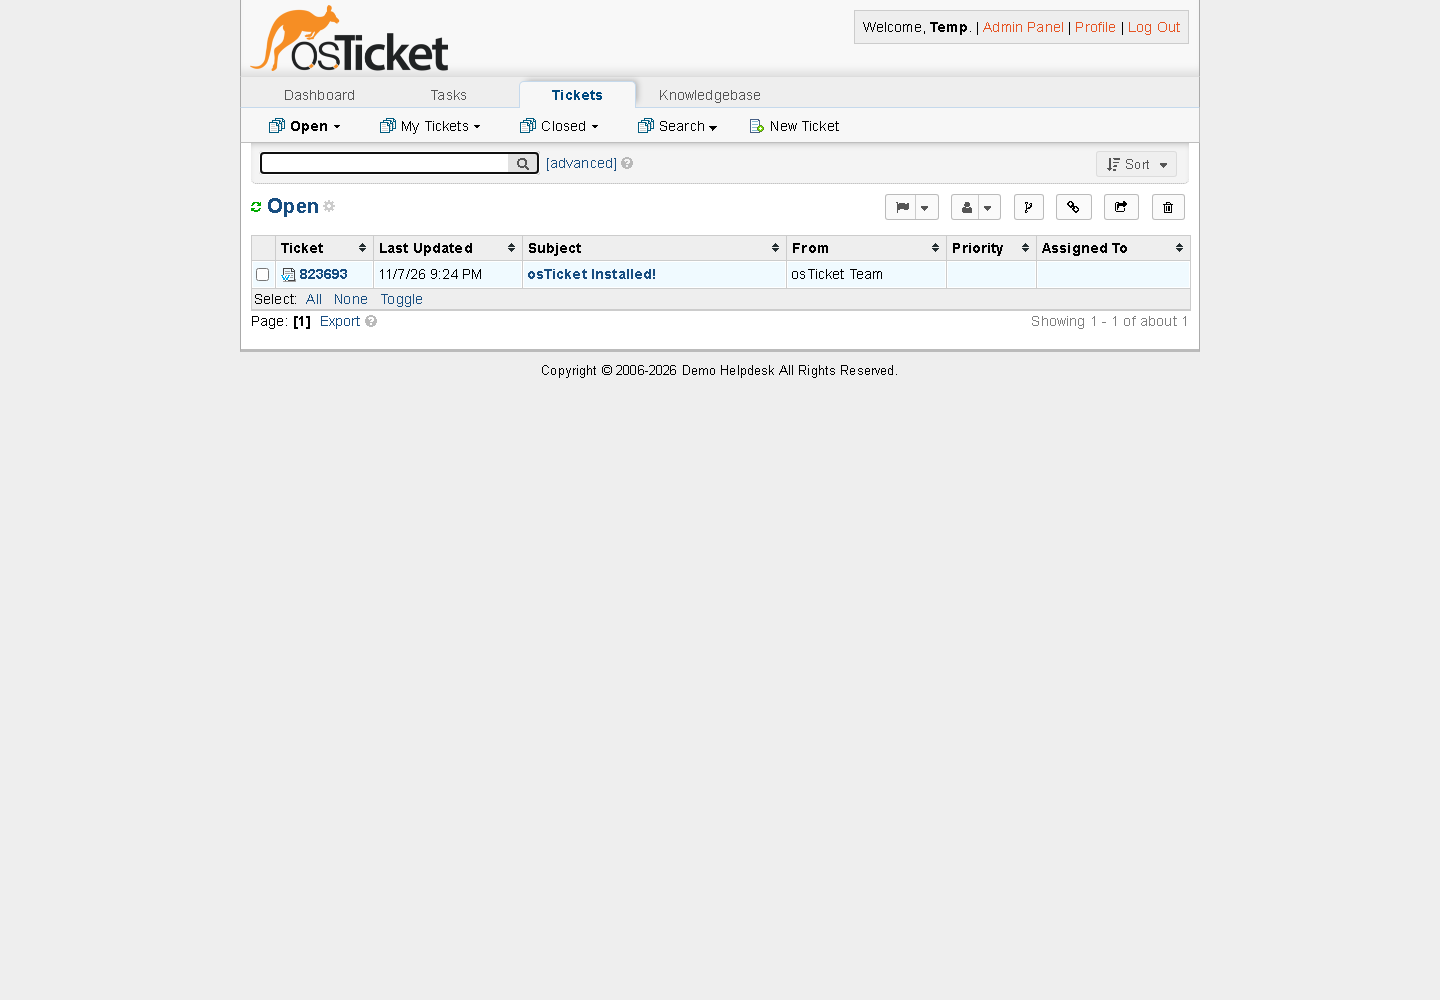 osTicket
Welcome, Temp. | Admin Panel | Profile | Log Out
Dashboard Tasks Tickets Knowledgebase
Open My Tickets Closed Search New Ticket
[advanced] Sort
Open
Ticket Last Updated Subject From Priority Assigned To
823693 11/7/26 9:24 PM osTicket Installed! osTicket Team
Select: All None Toggle
Page: [1] Export Showing 1 - 1 of about 1
Copyright © 2006-2026 Demo Helpdesk All Rights Reserved.